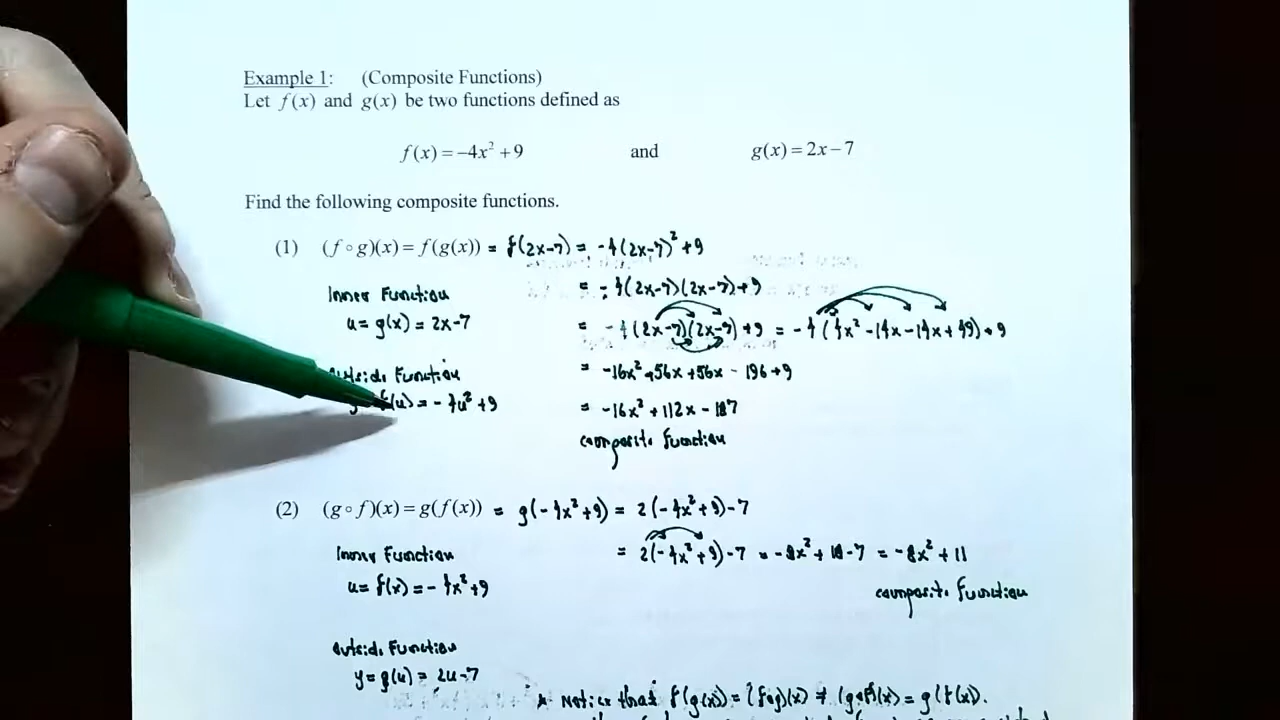 Example 1: (Composite Functions)
Let f(x) and g(x) be two functions defined as
f(x) = -4x² + 9 and g(x) = 2x - 7
Find the following composite functions.
(1) (f ∘ g)(x) = f(g(x)) = f(2x-7) = -4(2x-7)² + 9
= -4(2x-7)(2x-7)+9
Inner Function
u = g(x) = 2x-7
= -4(2x-7)(2x-7)+9 = -4(4x² - 14x - 14x + 49) + 9
Function
= -16x² +56x +56x - 196 +9
f(u) = -4u² + 9
= -16x² + 112x - 187
composite function
(2) (g ∘ f)(x) = g(f(x)) = g(-4x²+9) = 2(-4x²+9)-7
Inner Function
= 2(-4x²+9)-7 = -8x² + 18 - 7 = -8x² + 11
u = f(x) = -4x² + 9
composite function
outside function
y = g(u) = 2u-7
* Notice that f(g(x)) = (f∘g)(x) ≠ (g∘f)(x) = g(f(x)).